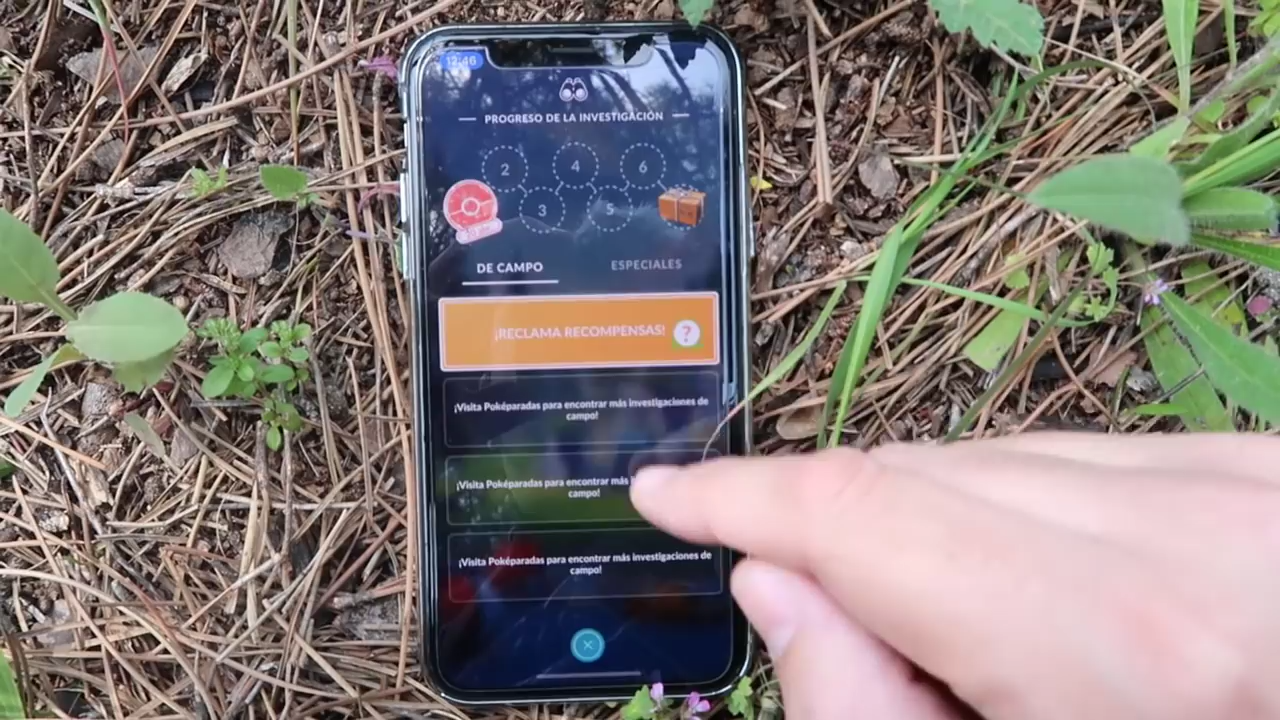 12:46
PROGRESO DE LA INVESTIGACIÓN
2 4 6
3 5
DE CAMPO ESPECIALES
¡RECLAMA RECOMPENSAS! ?
¡Visita Poképaradas para encontrar más investigaciones de
campo!
¡Visita Poképaradas para encontrar más
campo!
¡Visita Poképaradas para encontrar más investigaciones de
campo!